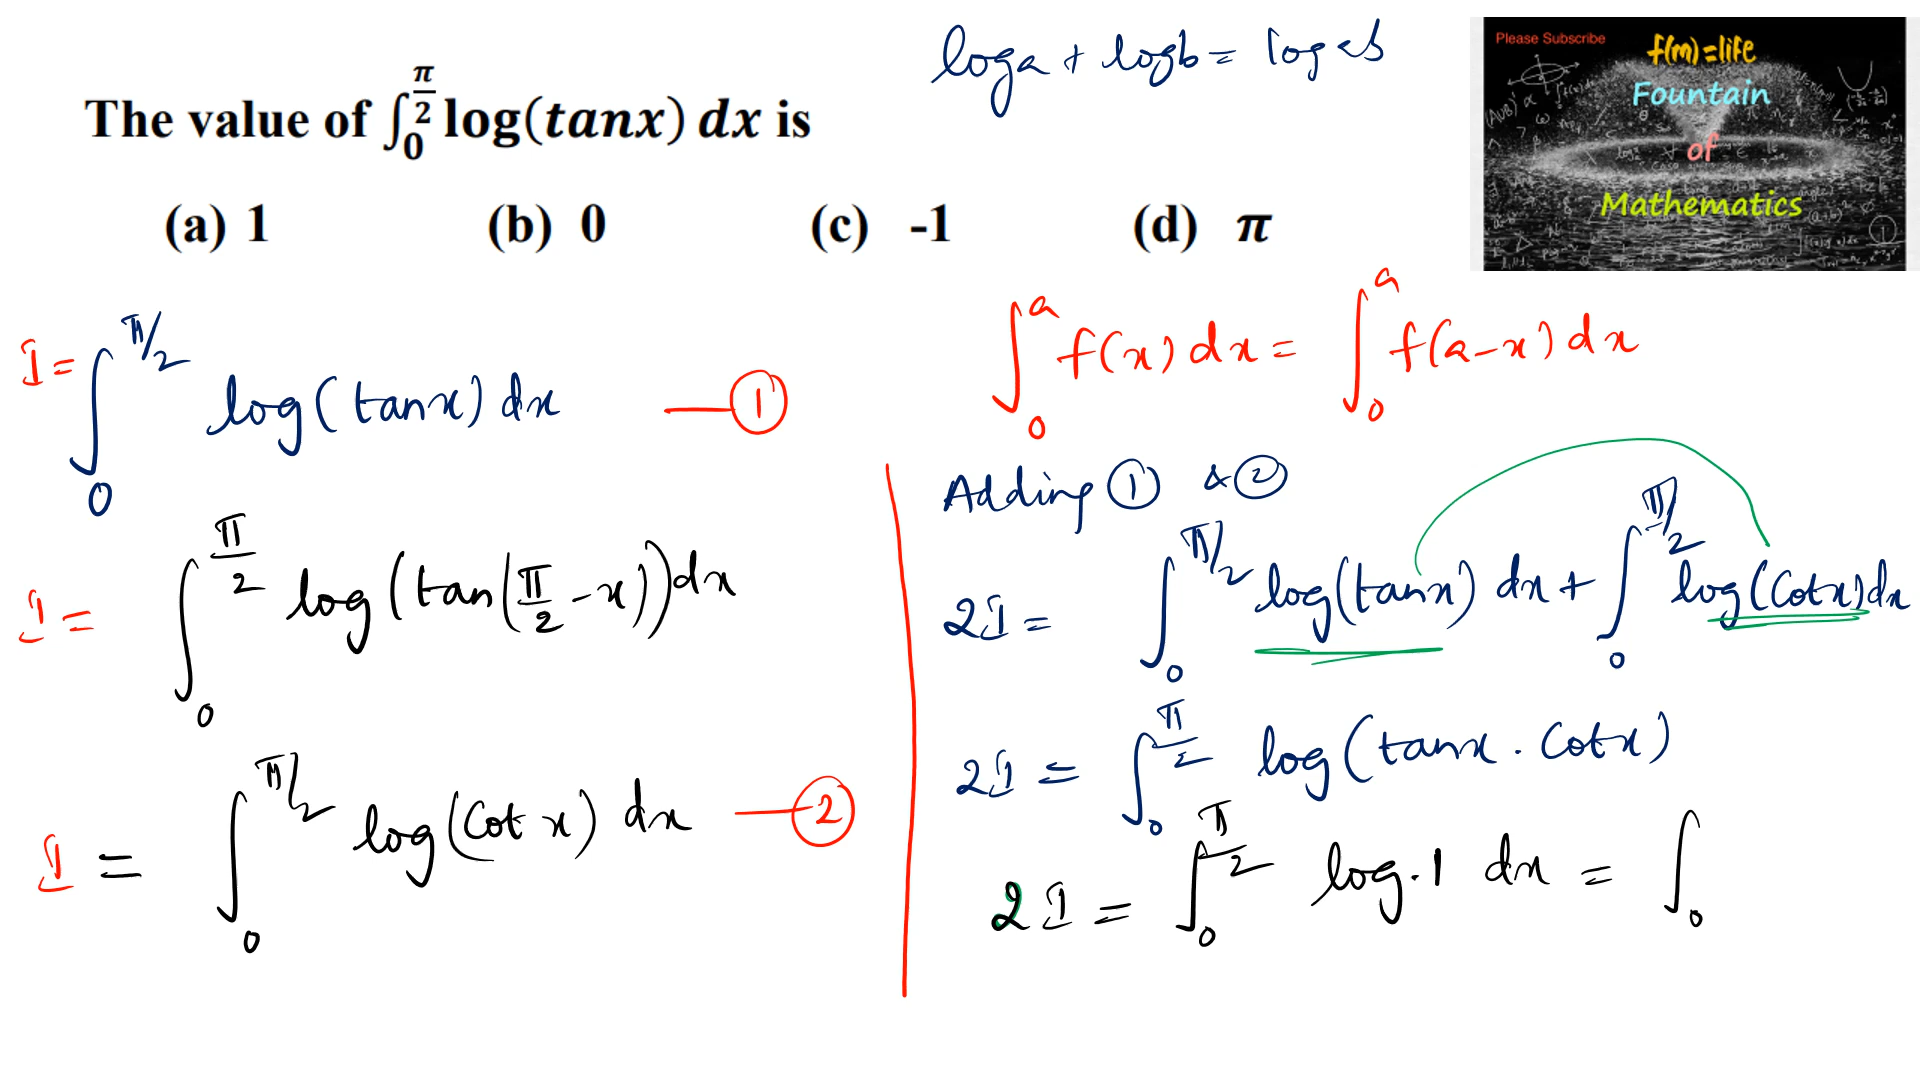 log a + log b = log ab
Please Subscribe
f(m)=life
Fountain
of
Mathematics
The value of ∫₀^{π/2} log(tanx) dx is
(a) 1 (b) 0 (c) -1 (d) π
I = ∫₀^{π/2} log(tanx) dx —①
∫₀^a f(x) dx = ∫₀^a f(a-x) dx
I = ∫₀^{π/2} log(tan(π/2 - x)) dx
I = ∫₀^{π/2} log(Cot x) dx —②
Adding ① & ②
2I = ∫₀^{π/2} log(tanx) dx + ∫₀^{π/2} log(Cotx) dx
2I = ∫₀^{π/2} log(tanx . Cotx)
2I = ∫₀^{π/2} log.1 dx = ∫₀